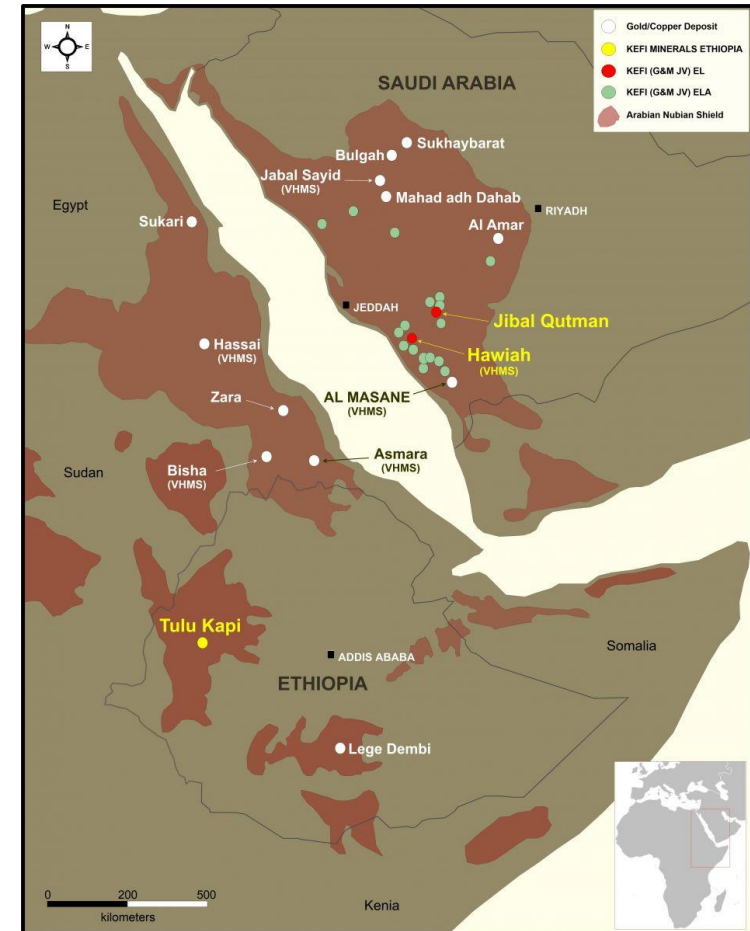 N
W E
S
Gold/Copper Deposit
KEFI MINERALS ETHIOPIA
KEFI (G&M JV) EL
KEFI (G&M JV) ELA
Arabian Nubian Shield
SAUDI ARABIA
Sukhaybarat
Bulgah
Jabal Sayid
(VHMS)
Mahad adh Dahab
Egypt
Sukari
RIYADH
Al Amar
JEDDAH
Jibal Qutman
Hassai
(VHMS)
Hawiah
(VHMS)
Zara
AL MASANE
(VHMS)
Sudan
Bisha
(VHMS)
Asmara
(VHMS)
Tulu Kapi
ADDIS ABABA
Somalia
ETHIOPIA
Lege Dembi
0 200 500
kilometers
Kenia